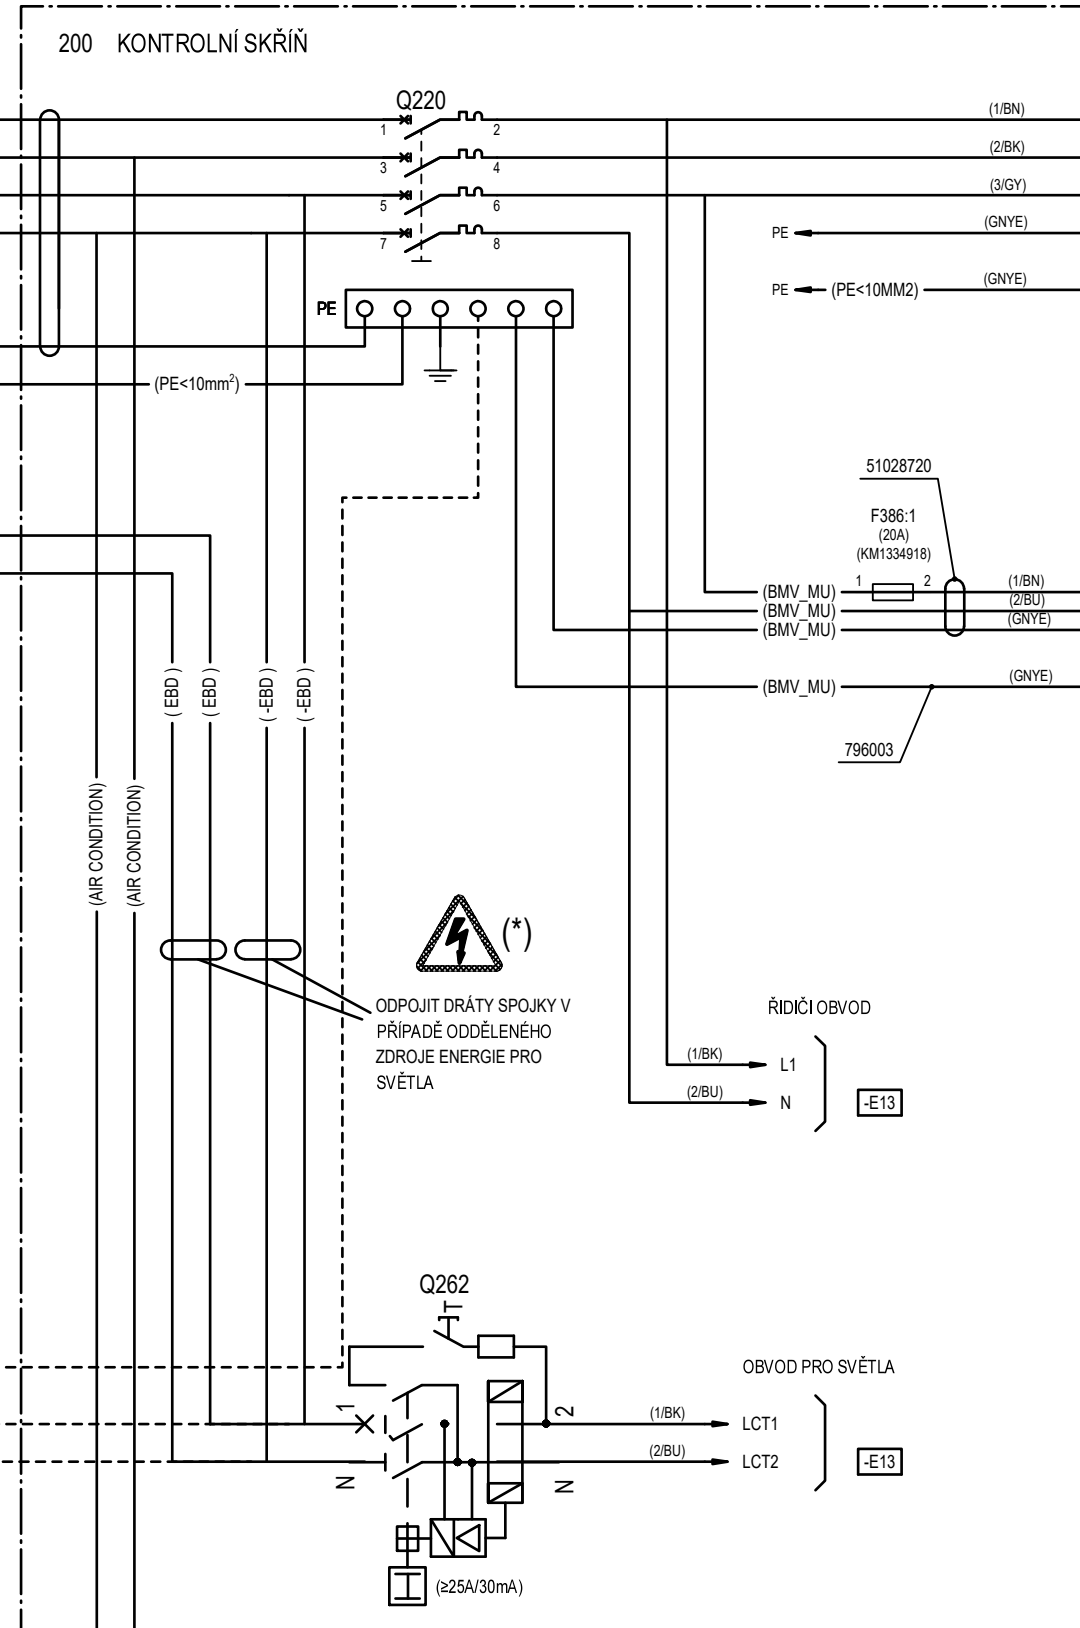 200 KONTROLNÍ SKŘÍŇ
Q220
1 2
3 4
5 6
7 8
(1/BN)
(2/BK)
(3/GY)
PE (GNYE)
PE (PE<10MM2) (GNYE)
PE
(PE<10mm²)
51028720
F386:1
(20A)
(KM1334918)
(BMV_MU) 1 2 (1/BN)
(BMV_MU) (2/BU)
(BMV_MU) (GNYE)
(BMV_MU) (GNYE)
796003
( EBD )
( EBD )
( -EBD )
( -EBD )
(AIR CONDITION)
(AIR CONDITION)
(*)
ODPOJIT DRÁTY SPOJKY V
PŘÍPADĚ ODDĚLENÉHO
ZDROJE ENERGIE PRO
SVĚTLA
ŘIDIČI OBVOD
(1/BK) L1
(2/BU) N
-E13
Q262
OBVOD PRO SVĚTLA
1 2
(1/BK) LCT1
(2/BU) LCT2
-E13
N N
(≥25A/30mA)